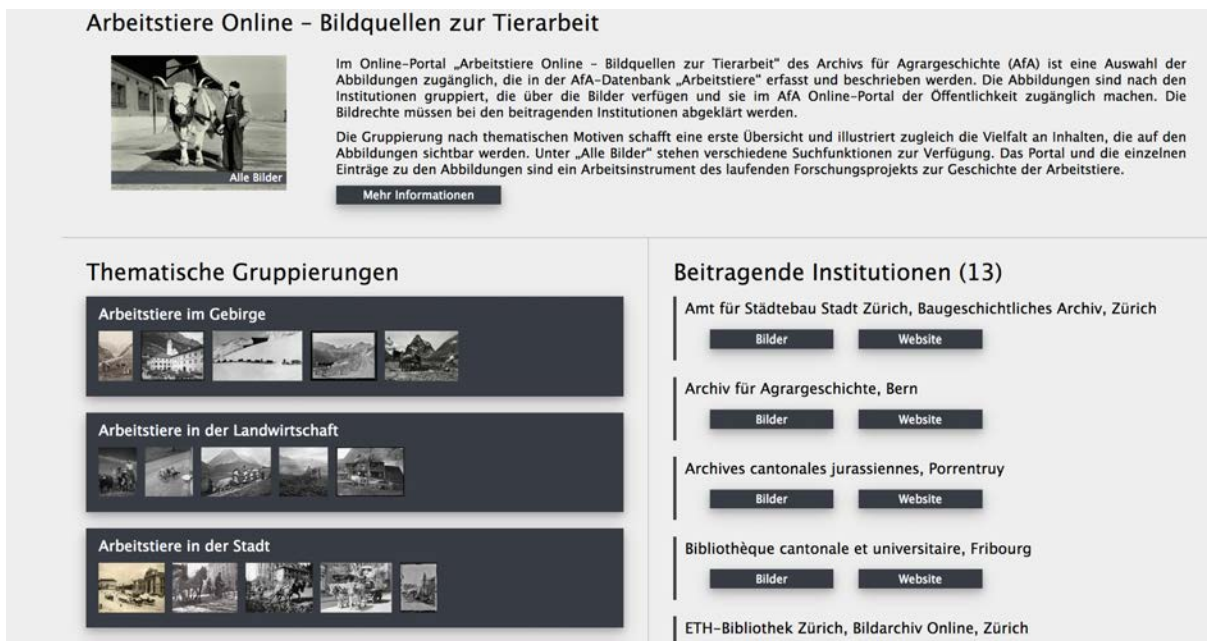 Arbeitstiere Online – Bildquellen zur Tierarbeit
Alle Bilder
Im Online-Portal „Arbeitstiere Online – Bildquellen zur Tierarbeit“ des Archivs für Agrargeschichte (AfA) ist eine Auswahl der
Abbildungen zugänglich, die in der AfA-Datenbank „Arbeitstiere“ erfasst und beschrieben werden. Die Abbildungen sind nach den
Institutionen gruppiert, die über die Bilder verfügen und sie im AfA Online-Portal der Öffentlichkeit zugänglich machen. Die
Bildrechte müssen bei den beitragenden Institutionen abgeklärt werden.
Die Gruppierung nach thematischen Motiven schafft eine erste Übersicht und illustriert zugleich die Vielfalt an Inhalten, die auf den
Abbildungen sichtbar werden. Unter „Alle Bilder“ stehen verschiedene Suchfunktionen zur Verfügung. Das Portal und die einzelnen
Einträge zu den Abbildungen sind ein Arbeitsinstrument des laufenden Forschungsprojekts zur Geschichte der Arbeitstiere.
Mehr Informationen
Thematische Gruppierungen
Arbeitstiere im Gebirge
Arbeitstiere in der Landwirtschaft
Arbeitstiere in der Stadt
Beitragende Institutionen (13)
Amt für Städtebau Stadt Zürich, Baugeschichtliches Archiv, Zürich
Bilder Website
Archiv für Agrargeschichte, Bern
Bilder Website
Archives cantonales jurassiennes, Porrentruy
Bilder Website
Bibliothèque cantonale et universitaire, Fribourg
Bilder Website
ETH-Bibliothek Zürich, Bildarchiv Online, Zürich